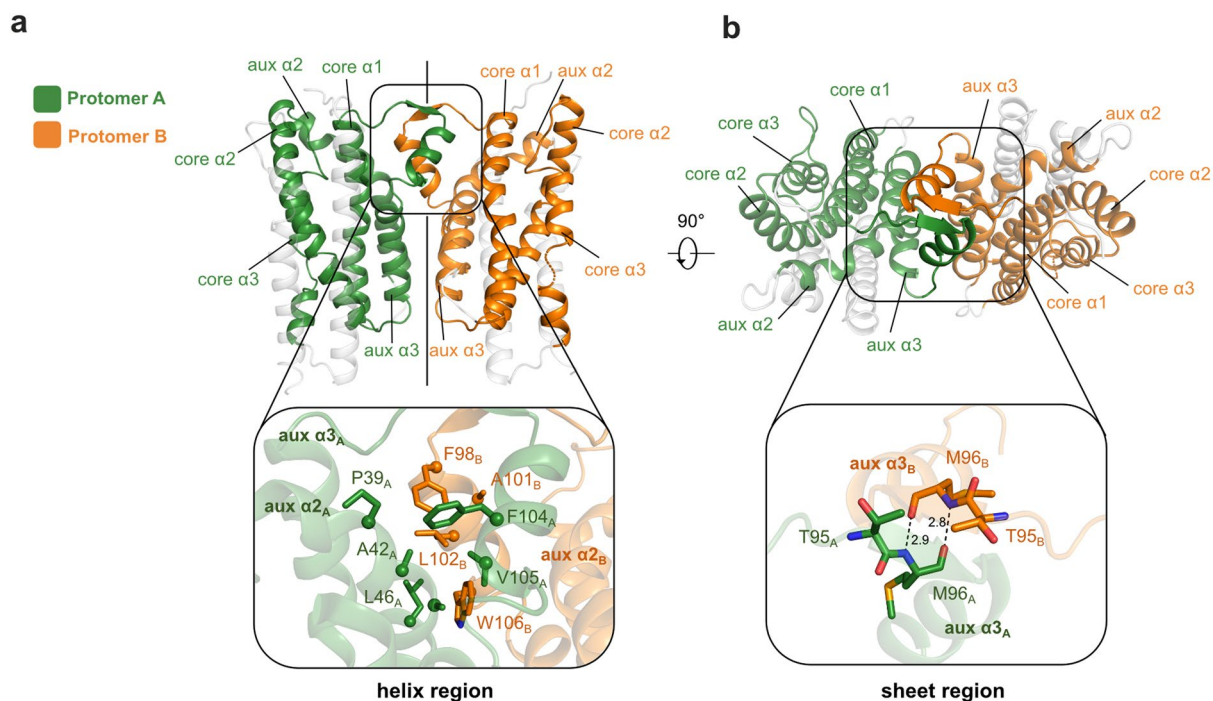 a
b
Protomer A
Protomer B
aux α2
core α1
core α1
aux α2
core α2
core α2
core α3
core α3
aux α3
aux α3
90°
core α1
aux α3
core α3
aux α2
core α2
core α2
core α3
core α1
aux α2
aux α3
aux α3A
F98B
P39A
A101B
aux α2A
F104A
A42A
L102B
aux α2B
V105A
L46A
W106B
helix region
M96B
aux α3B
2.8
T95A
2.9
T95B
M96A
aux α3A
sheet region